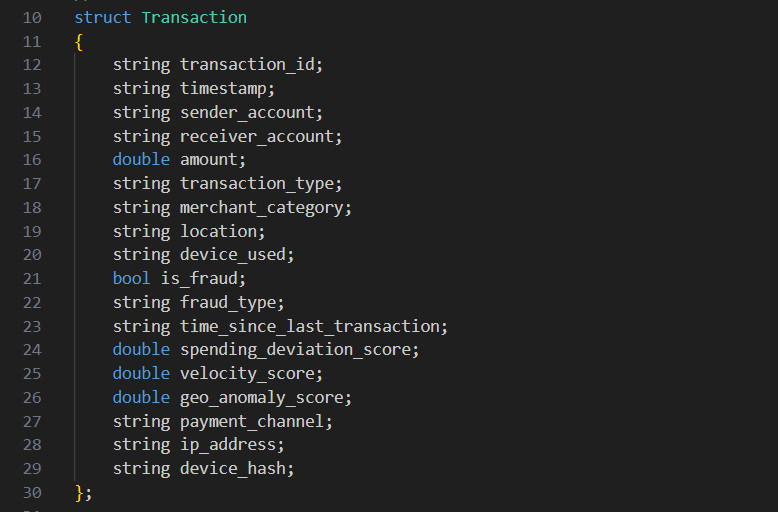 10 struct Transaction
11 {
12 string transaction_id;
13 string timestamp;
14 string sender_account;
15 string receiver_account;
16 double amount;
17 string transaction_type;
18 string merchant_category;
19 string location;
20 string device_used;
21 bool is_fraud;
22 string fraud_type;
23 string time_since_last_transaction;
24 double spending_deviation_score;
25 double velocity_score;
26 double geo_anomaly_score;
27 string payment_channel;
28 string ip_address;
29 string device_hash;
30 };